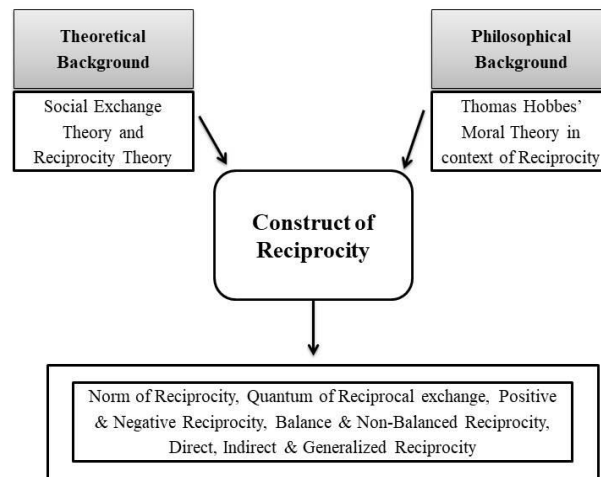 Theoretical
Background
Social Exchange
Theory and
Reciprocity Theory
Philosophical
Background
Thomas Hobbes’
Moral Theory in
context of Reciprocity
Construct of
Reciprocity
Norm of Reciprocity, Quantum of Reciprocal exchange, Positive
& Negative Reciprocity, Balance & Non-Balanced Reciprocity,
Direct, Indirect & Generalized Reciprocity